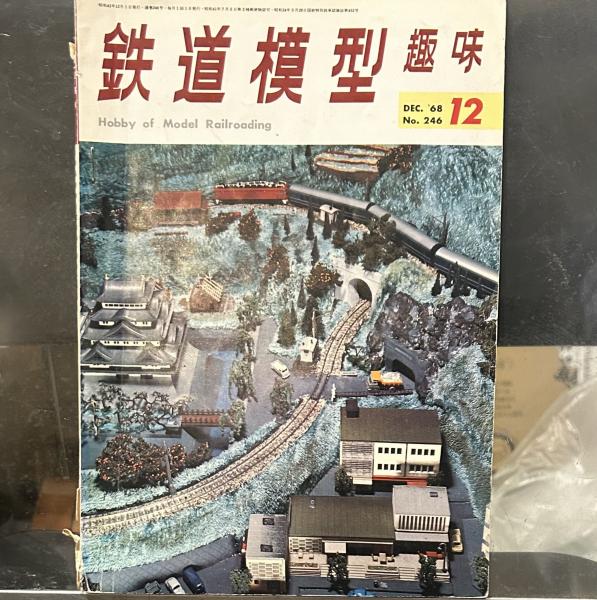 鉄道模型趣味
DEC. '68
No. 246
12
Hobby of Model Railroading